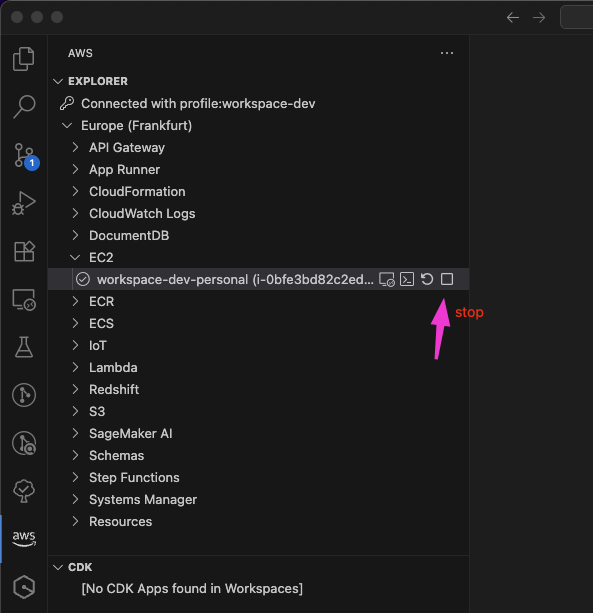 AWS
EXPLORER
Connected with profile:workspace-dev
Europe (Frankfurt)
API Gateway
App Runner
1
CloudFormation
CloudWatch Logs
DocumentDB
EC2
workspace-dev-personal (i-0bfe3bd82c2ed...
ECR
stop
ECS
IoT
Lambda
Redshift
S3
SageMaker AI
Schemas
Step Functions
Systems Manager
Resources
aws
CDK
[No CDK Apps found in Workspaces]